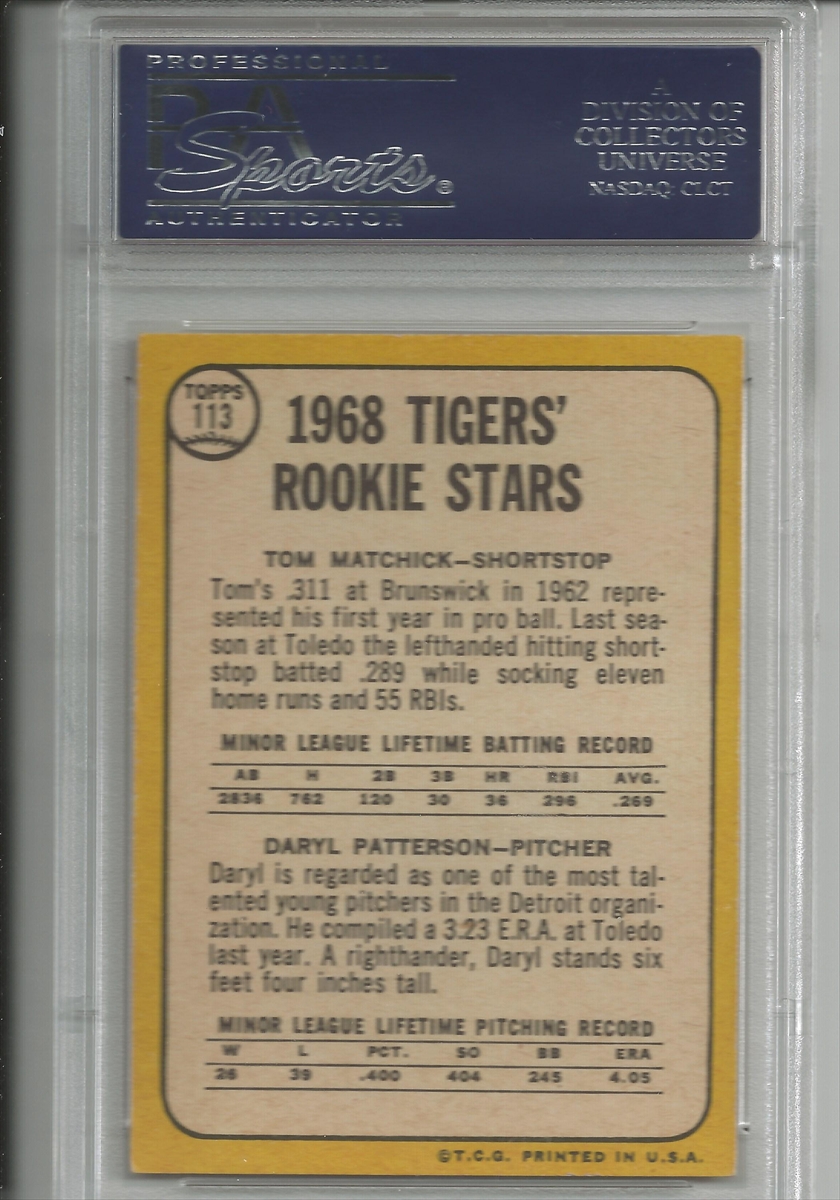 PROFESSIONAL
PSA
Sports®
AUTHENTICATOR
A
DIVISION OF
COLLECTORS
UNIVERSE
NASDAQ: CLCT
TOPPS
113
1968 TIGERS'
ROOKIE STARS
TOM MATCHICK—SHORTSTOP
Tom's .311 at Brunswick in 1962 repre-
sented his first year in pro ball. Last sea-
son at Toledo the lefthanded hitting short-
stop batted .289 while socking eleven
home runs and 55 RBIs.
MINOR LEAGUE LIFETIME BATTING RECORD
AB H 2B 3B HR RBI AVG.
2836 762 120 30 36 296 .269
DARYL PATTERSON—PITCHER
Daryl is regarded as one of the most tal-
ented young pitchers in the Detroit organi-
zation. He compiled a 3.23 E.R.A. at Toledo
last year. A righthander, Daryl stands six
feet four inches tall.
MINOR LEAGUE LIFETIME PITCHING RECORD
W L PCT. SO BB ERA
26 39 .400 404 245 4.05
©T.C.G. PRINTED IN U.S.A.